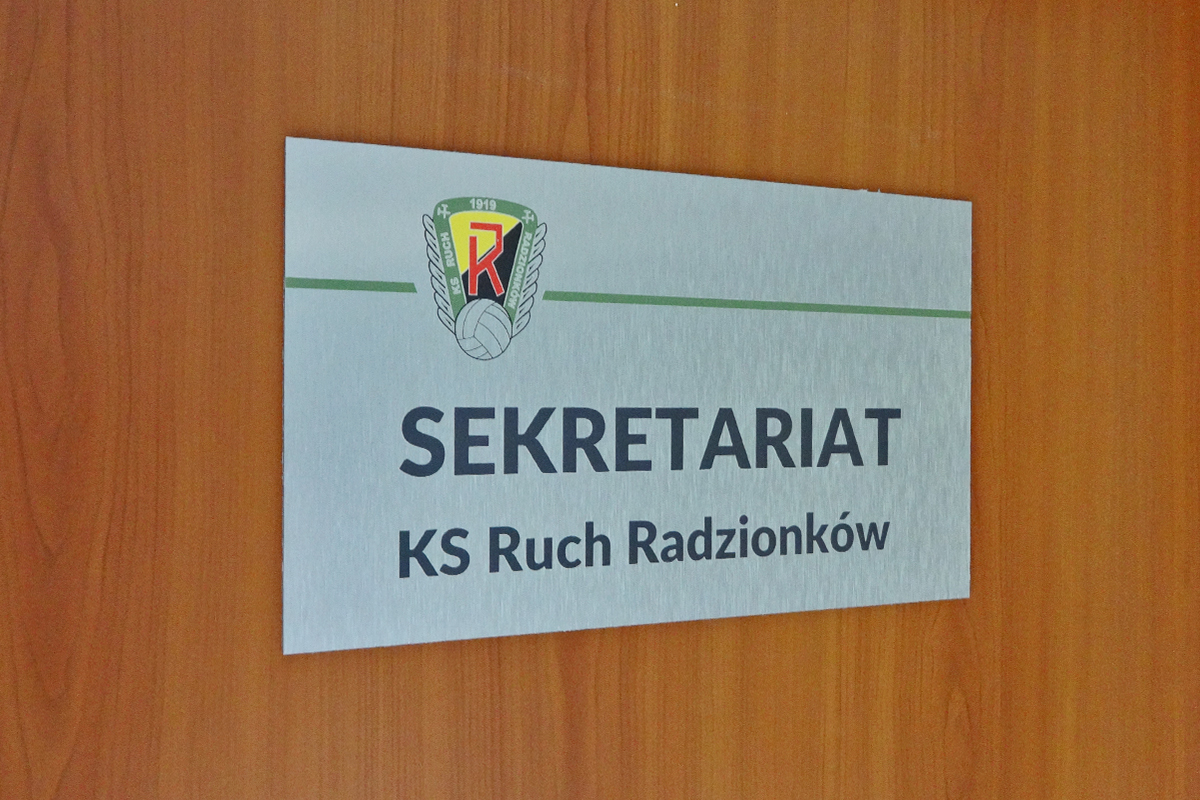 1919
KS RUCH
RADZIONKÓW
R
SEKRETARIAT
KS Ruch Radzionków